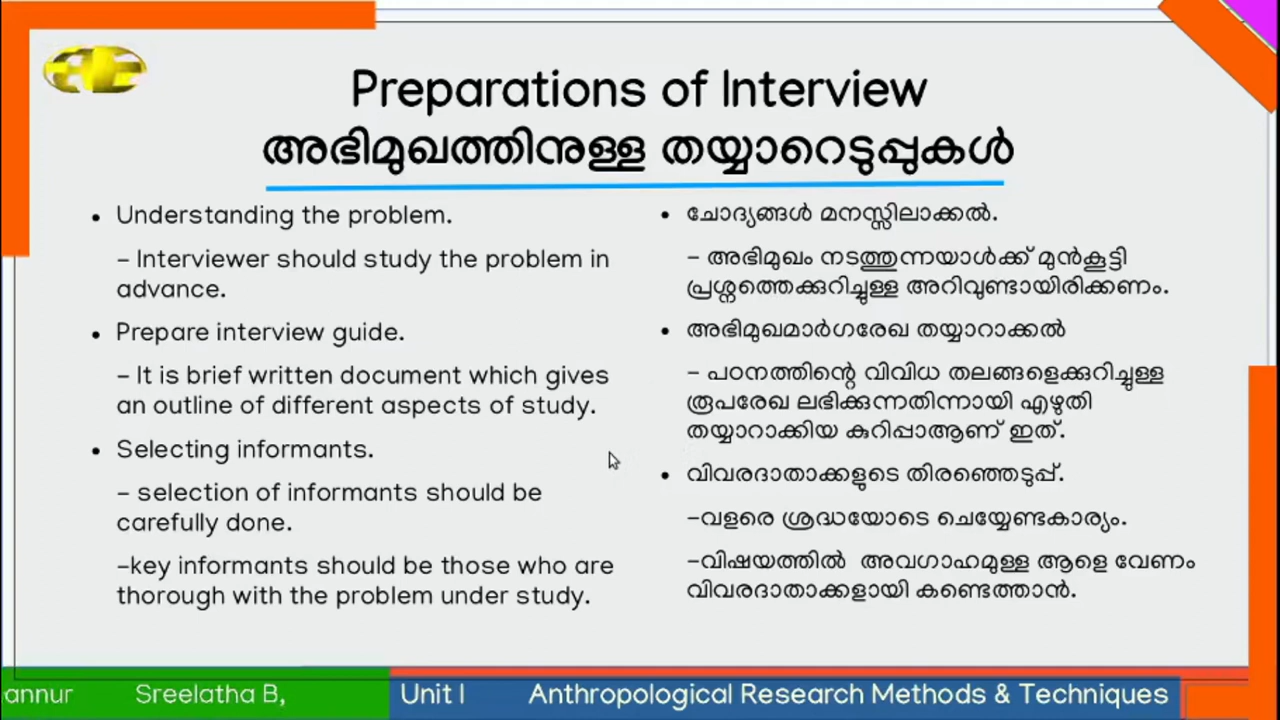 Preparations of Interview
അഭിമുഖത്തിനുള്ള തയ്യാറെടുപ്പുകൾ
• Understanding the problem.
– Interviewer should study the problem in
advance.
• Prepare interview guide.
– It is brief written document which gives
an outline of different aspects of study.
• Selecting informants.
– selection of informants should be
carefully done.
–key informants should be those who are
thorough with the problem under study.
• ചോദ്യങ്ങൾ മനസ്സിലാക്കൽ.
– അഭിമുഖം നടത്തുന്നയാൾക്ക് മുൻകൂട്ടി
പ്രശ്നത്തെക്കുറിച്ചുള്ള അറിവുണ്ടായിരിക്കണം.
• അഭിമുഖമാർഗരേഖ തയ്യാറാക്കൽ
– പഠനത്തിന്റെ വിവിധ തലങ്ങളെക്കുറിച്ചുള്ള
രൂപരേഖ ലഭിക്കുന്നതിന്നായി എഴുതി
തയ്യാറാക്കിയ കുറിപ്പാആണ് ഇത്.
• വിവരദാതാക്കളുടെ തിരഞ്ഞെടുപ്പ്.
–വളരെ ശ്രദ്ധയോടെ ചെയ്യേണ്ടകാര്യം.
–വിഷയത്തിൽ അവഗാഹമുള്ള ആളെ വേണം
വിവരദാതാക്കളായി കണ്ടെത്താൻ.
annur Sreelatha B, Unit I Anthropological Research Methods & Techniques